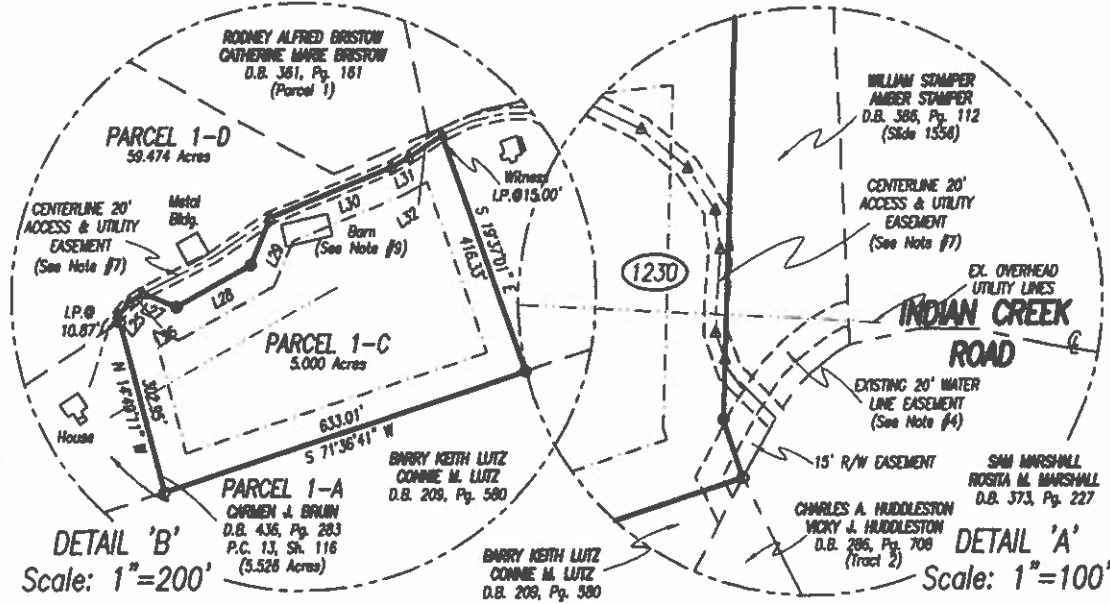 RODNEY ALFRED BRISTOW
CATHERINE MARIE BRISTOW
D.B. 361, Pg. 161
(Parcel 1)
PARCEL 1-D
59.474 Acres
Metal
Bldg.
CENTERLINE 20'
ACCESS & UTILITY
EASEMENT
(See Note #7)
I.P.@
10.87'
L25
L27
L26
L28
L29
L30
L31
L32
Barn
(See Note #9)
Witness
I.P.@15.00'
S 19°37'01" E
416.33'
PARCEL 1-C
5.000 Acres
N 14°49'11" W
302.95'
House
633.01'
S 71°36'41" W
PARCEL 1-A
CARMEN J. BRUIN
D.B. 436, Pg. 283
P.C. 13, Sh. 116
(5.526 Acres)
BARRY KEITH LUTZ
CONNIE M. LUTZ
D.B. 209, Pg. 580
DETAIL 'B'
Scale: 1"=200'
WILLIAM STAMPER
AMBER STAMPER
D.B. 386, Pg. 112
(Slide 1556)
CENTERLINE 20'
ACCESS & UTILITY
EASEMENT
(See Note #7)
1230
EX. OVERHEAD
UTILITY LINES
INDIAN CREEK
ROAD
EXISTING 20' WATER
LINE EASEMENT
(See Note #4)
15' R/W EASEMENT
SAM MARSHALL
ROSITA M. MARSHALL
D.B. 373, Pg. 227
CHARLES A. HUDDLESTON
VICKY J. HUDDLESTON
D.B. 286, Pg. 708
(Tract 2)
BARRY KEITH LUTZ
CONNIE M. LUTZ
D.B. 209, Pg. 580
DETAIL 'A'
Scale: 1"=100'